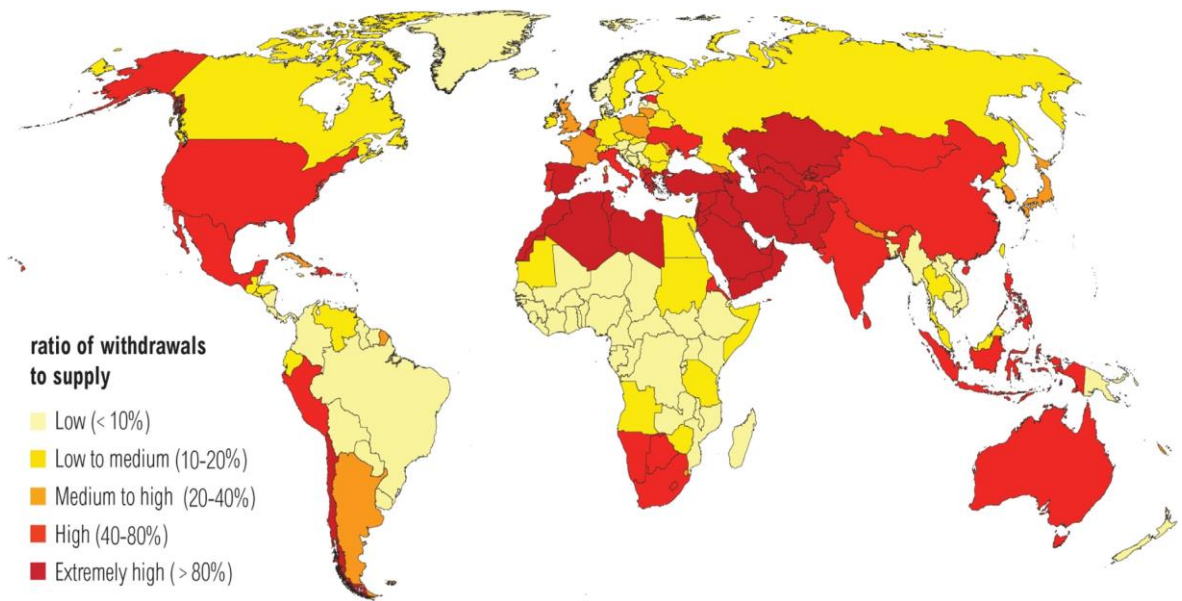 ratio of withdrawals
to supply
Low (< 10%)
Low to medium (10-20%)
Medium to high (20-40%)
High (40-80%)
Extremely high (> 80%)